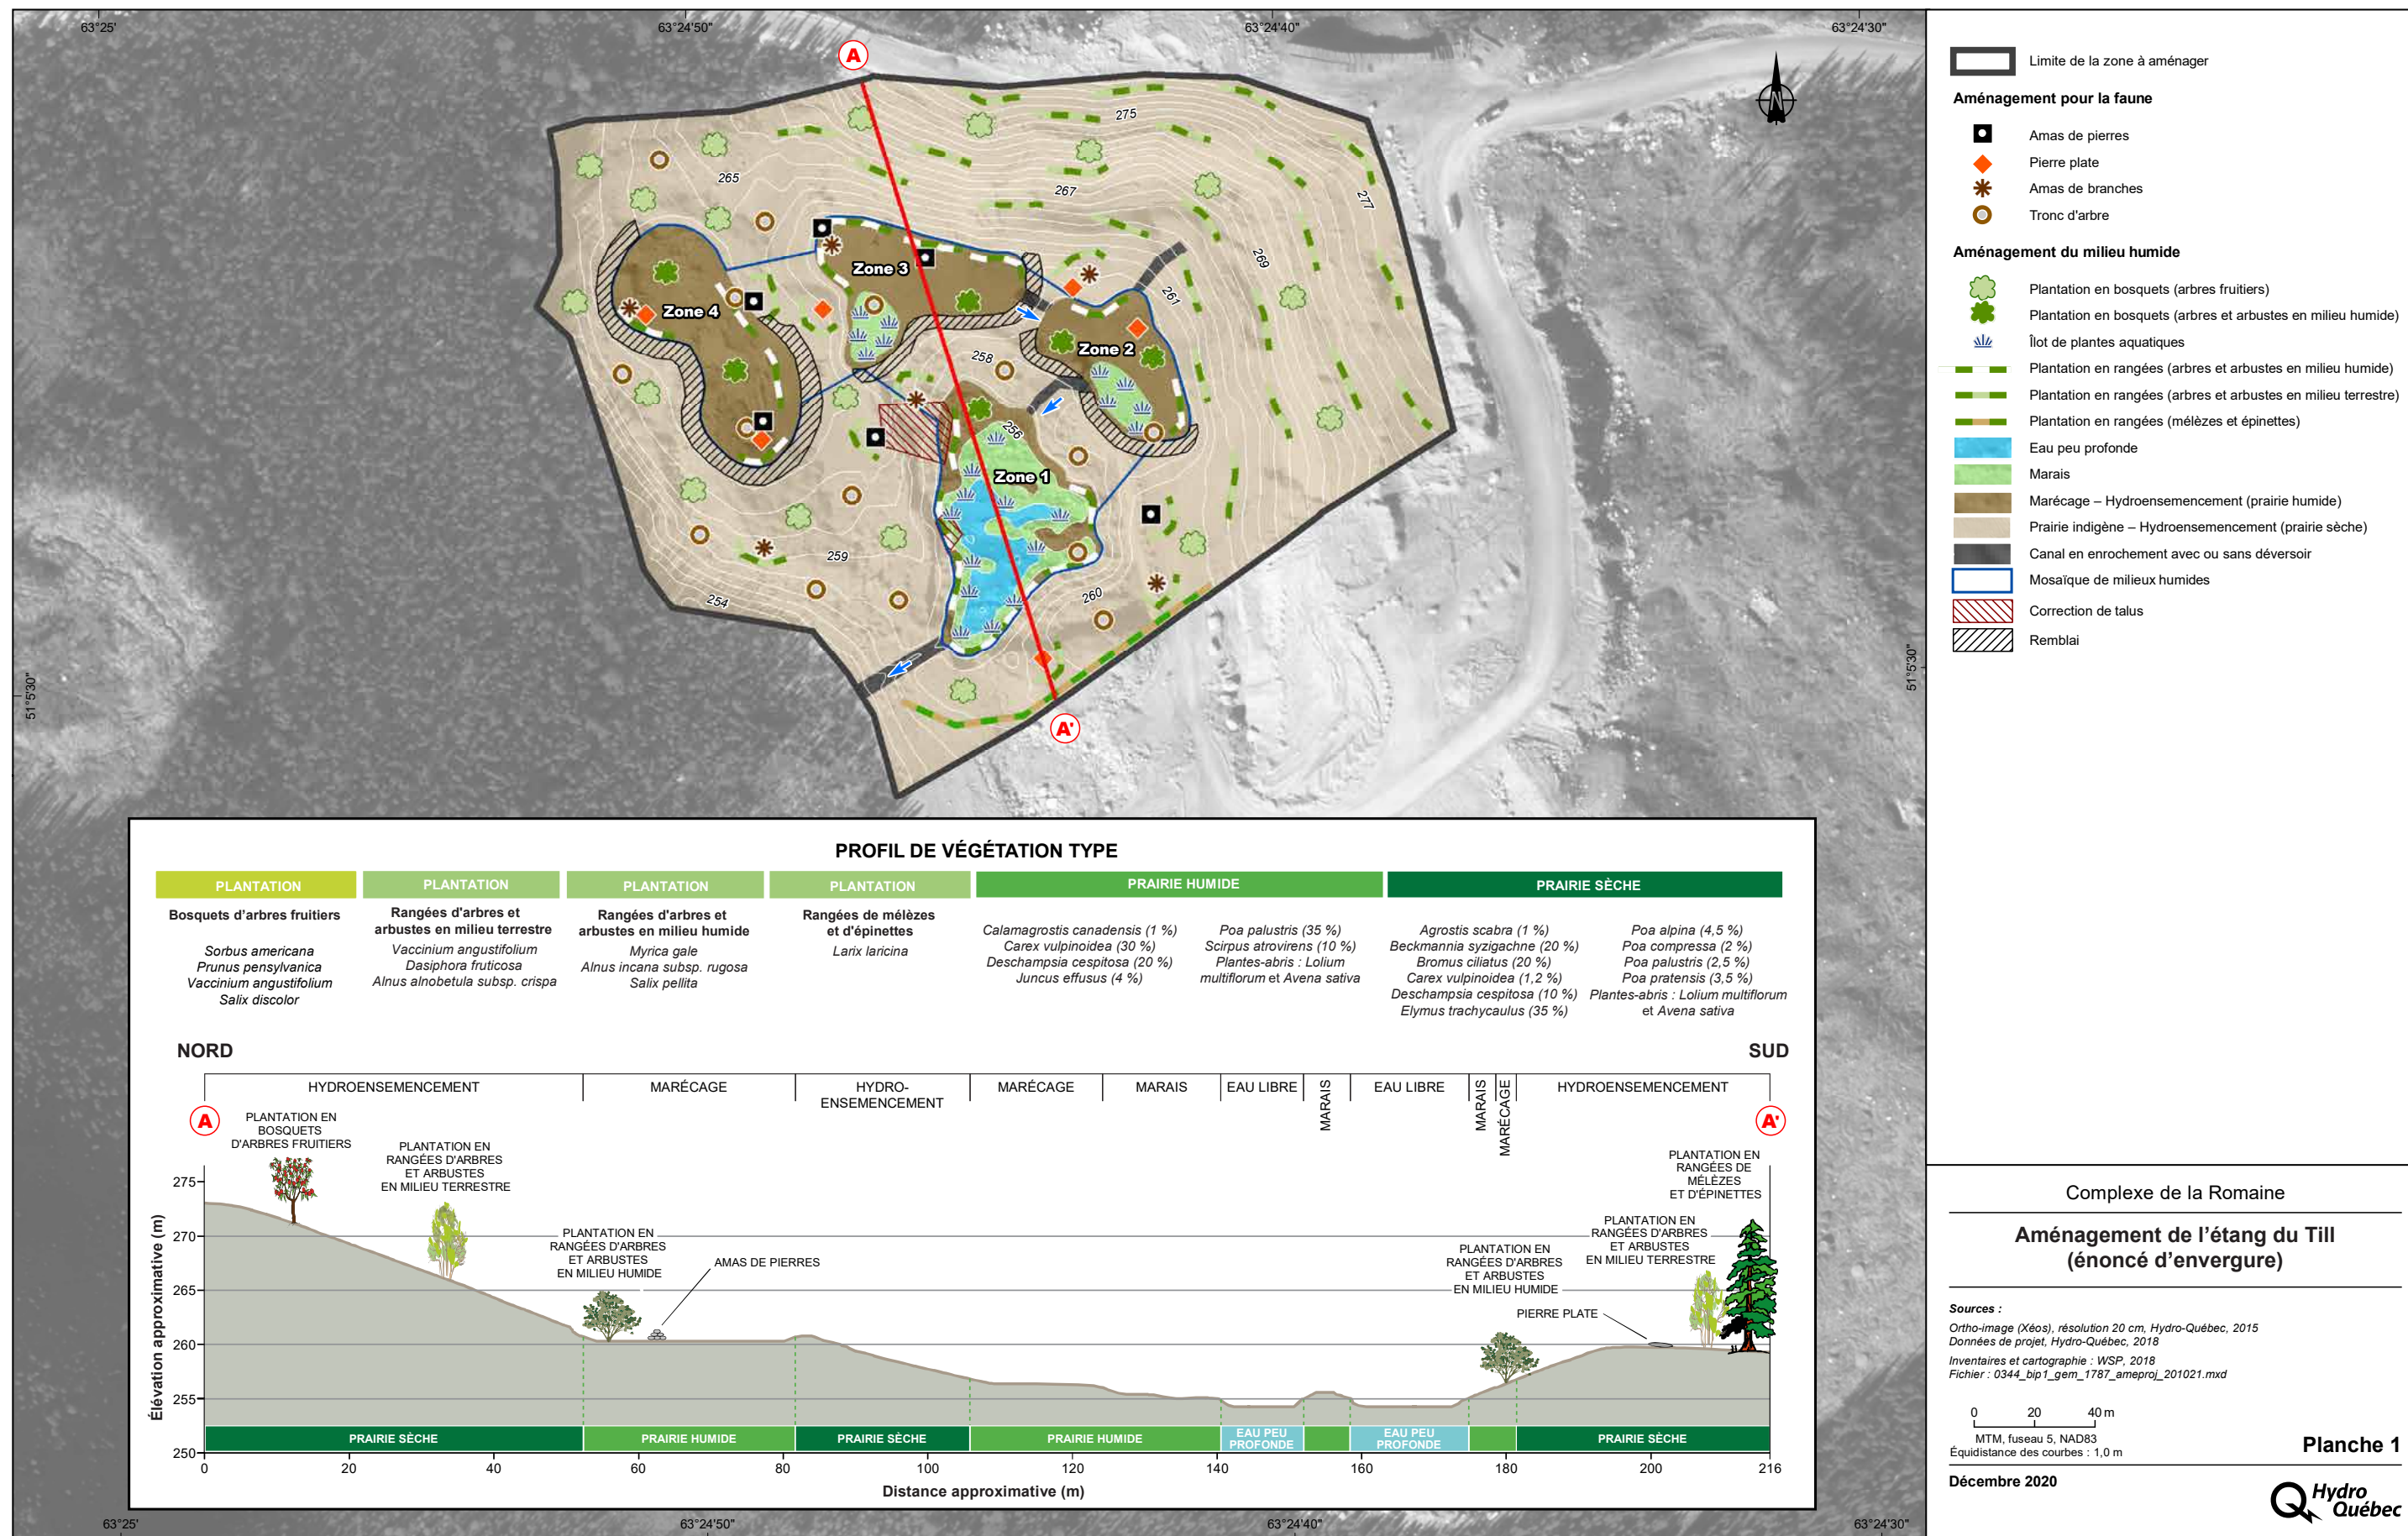 63°25'
63°24'50"
63°24'40"
63°24'30"
A
275
265
267
277
269
Zone 3
261
Zone 4
Zone 2
258
256
Zone 1
259
254
260
51°5'30"
51°5'30"
A'
Limite de la zone à aménager
Aménagement pour la faune
Amas de pierres
Pierre plate
Amas de branches
Tronc d'arbre
Aménagement du milieu humide
Plantation en bosquets (arbres fruitiers)
Plantation en bosquets (arbres et arbustes en milieu humide)
Îlot de plantes aquatiques
Plantation en rangées (arbres et arbustes en milieu humide)
Plantation en rangées (arbres et arbustes en milieu terrestre)
Plantation en rangées (mélèzes et épinettes)
Eau peu profonde
Marais
Marécage – Hydroensemencement (prairie humide)
Prairie indigène – Hydroensemencement (prairie sèche)
Canal en enrochement avec ou sans déversoir
Mosaïque de milieux humides
Correction de talus
Remblai
N
PROFIL DE VÉGÉTATION TYPE
PLANTATION
Bosquets d'arbres fruitiers
Sorbus americana
Prunus pensylvanica
Vaccinium angustifolium
Salix discolor
PLANTATION
Rangées d'arbres et
arbustes en milieu terrestre
Vaccinium angustifolium
Dasiphora fruticosa
Alnus alnobetula subsp. crispa
PLANTATION
Rangées d'arbres et
arbustes en milieu humide
Myrica gale
Alnus incana subsp. rugosa
Salix pellita
PLANTATION
Rangées de mélèzes
et d'épinettes
Larix laricina
PRAIRIE HUMIDE
Calamagrostis canadensis (1 %)
Carex vulpinoidea (30 %)
Deschampsia cespitosa (20 %)
Juncus effusus (4 %)
Poa palustris (35 %)
Scirpus atrovirens (10 %)
Plantes-abris : Lolium
multiflorum et Avena sativa
PRAIRIE SÈCHE
Agrostis scabra (1 %)
Beckmannia syzigachne (20 %)
Bromus ciliatus (20 %)
Carex vulpinoidea (1,2 %)
Deschampsia cespitosa (10 %)
Elymus trachycaulus (35 %)
Poa alpina (4,5 %)
Poa compressa (2 %)
Poa palustris (2,5 %)
Poa pratensis (3,5 %)
Plantes-abris : Lolium multiflorum
et Avena sativa
NORD
SUD
HYDROENSEMENCEMENT
MARÉCAGE
HYDRO-
ENSEMENCEMENT
MARÉCAGE
MARAIS
EAU LIBRE
MARAIS
EAU LIBRE
MARAIS
MARÉCAGE
HYDROENSEMENCEMENT
A
A'
PLANTATION EN
BOSQUETS
D'ARBRES FRUITIERS
PLANTATION EN
RANGÉES D'ARBRES
ET ARBUSTES
EN MILIEU TERRESTRE
PLANTATION EN
RANGÉES D'ARBRES
ET ARBUSTES
EN MILIEU HUMIDE
AMAS DE PIERRES
PLANTATION EN
RANGÉES D'ARBRES
ET ARBUSTES
EN MILIEU HUMIDE
PIERRE PLATE
PLANTATION EN
RANGÉES D'ARBRES
ET ARBUSTES
EN MILIEU TERRESTRE
PLANTATION EN
RANGÉES DE
MÉLÈZES
ET D'ÉPINETTES
Élévation approximative (m)
275
270
265
260
255
250
PRAIRIE SÈCHE
PRAIRIE HUMIDE
PRAIRIE SÈCHE
PRAIRIE HUMIDE
EAU PEU
PROFONDE
EAU PEU
PROFONDE
PRAIRIE SÈCHE
0 20 40 60 80 100 120 140 160 180 200 216
Distance approximative (m)
63°25'
63°24'50"
63°24'40"
63°24'30"
Complexe de la Romaine
Aménagement de l'étang du Till
(énoncé d'envergure)
Sources :
Ortho-image (Xéos), résolution 20 cm, Hydro-Québec, 2015
Données de projet, Hydro-Québec, 2018
Inventaires et cartographie : WSP, 2018
Fichier : 0344_bip1_gem_1787_ameproj_201021.mxd
0 20 40 m
MTM, fuseau 5, NAD83
Équidistance des courbes : 1,0 m
Planche 1
Décembre 2020
Hydro
Québec